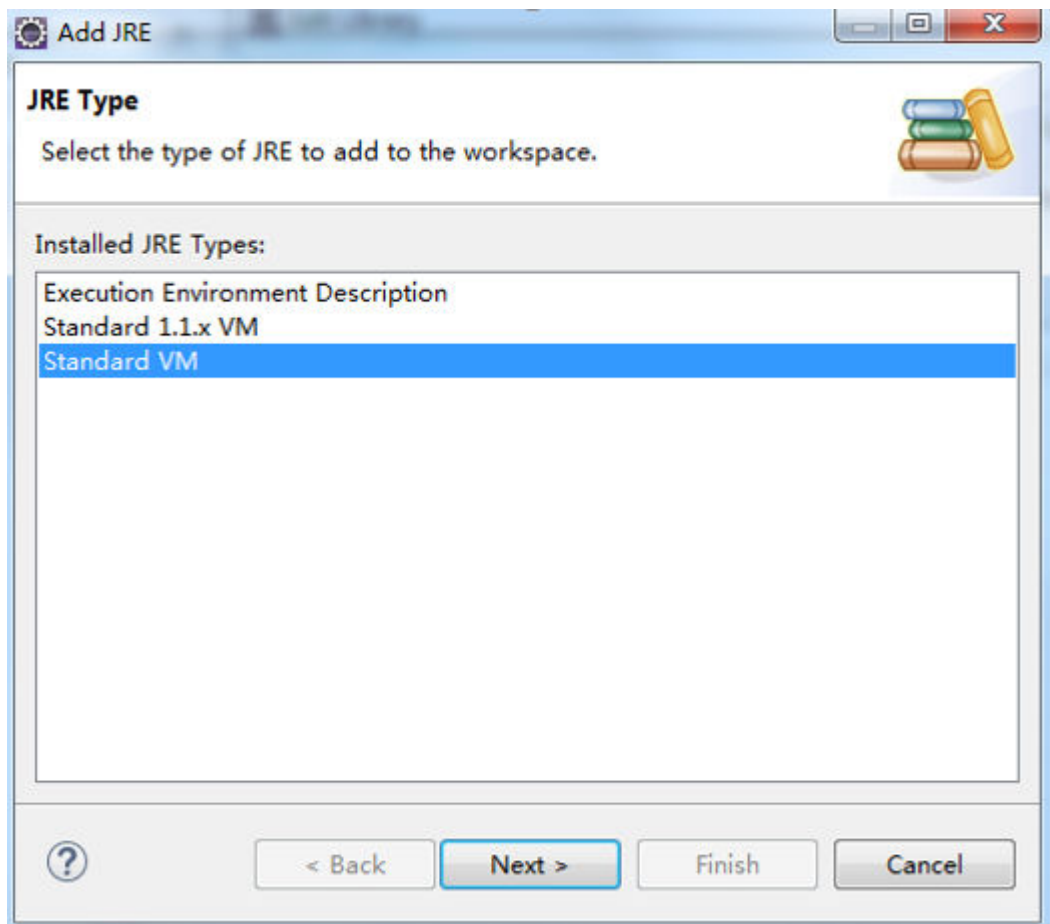 Add JRE
JRE Type
Select the type of JRE to add to the workspace.
Installed JRE Types:
Execution Environment Description
Standard 1.1.x VM
Standard VM
< Back
Next >
Finish
Cancel